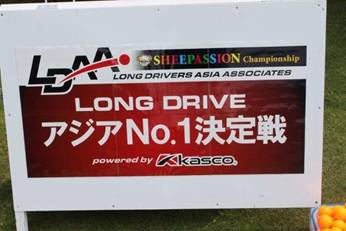 LDAA
SHEEPASSION Championship
LONG DRIVERS ASIA ASSOCIATES
LONG DRIVE
アジアNo.1決定戦
powered by Kasco